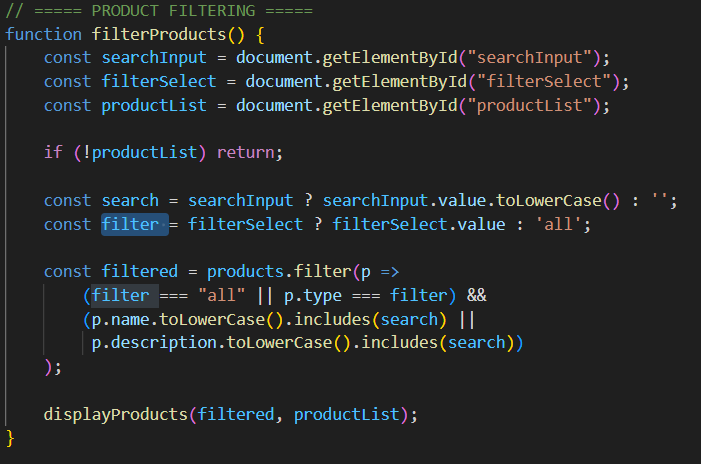 // ===== PRODUCT FILTERING =====
function filterProducts() {
    const searchInput = document.getElementById("searchInput");
    const filterSelect = document.getElementById("filterSelect");
    const productList = document.getElementById("productList");

    if (!productList) return;

    const search = searchInput ? searchInput.value.toLowerCase() : '';
    const filter = filterSelect ? filterSelect.value : 'all';

    const filtered = products.filter(p =>
        (filter === "all" || p.type === filter) &&
        (p.name.toLowerCase().includes(search) ||
         p.description.toLowerCase().includes(search))
    );

    displayProducts(filtered, productList);
}